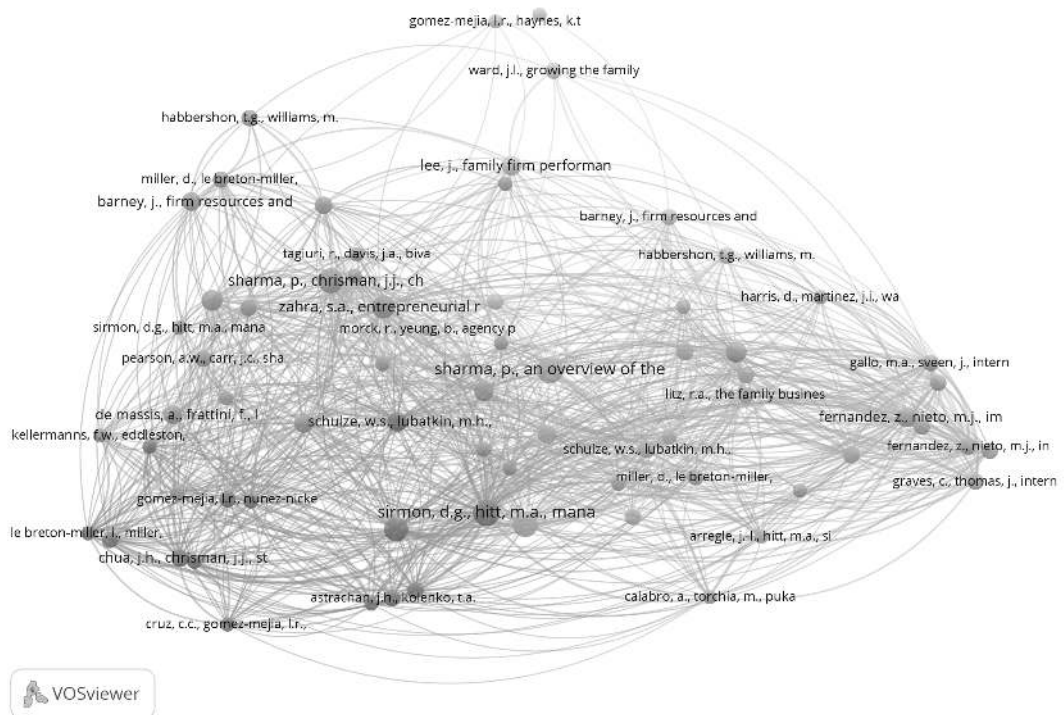 gomez-mejia, l.r., haynes, k.t
ward, j.l., growing the family
habbershon, t.g., williams, m.
lee, j., family firm performan
miller, d., le breton-miller,
barney, j., firm resources and
barney, j., firm resources and
tagiuri, r., davis, j.a., biva
habbershon, t.g., williams, m.
sharma, p., chrisman, j.j., ch
harris, d., martinez, j.i., wa
zahra, s.a., entrepreneurial r
sirmon, d.g., hitt, m.a., mana
morck, r., yeung, b., agency p
pearson, a.w., carr, j.c., sha
gallo, m.a., sveen, j., intern
sharma, p., an overview of the
litz, r.a., the family busines
de massis, a., frattini, f., l
fernandez, z., nieto, m.j., im
schulze, w.s., lubatkin, m.h.,
kellermanns, f.w., eddleston,
fernandez, z., nieto, m.j., in
schulze, w.s., lubatkin, m.h.,
miller, d., le breton-miller,
graves, c., thomas, j., intern
gomez-mejia, l.r., nunez-nicke
sirmon, d.g., hitt, m.a., mana
le breton-miller, i., miller,
arregle, j.-l., hitt, m.a., si
chua, j.h., chrisman, j.j., st
astrachan, j.h., kolenko, t.a.
calabro, a., torchia, m., puka
cruz, c.c., gomez-mejia, l.r.,
VOSviewer